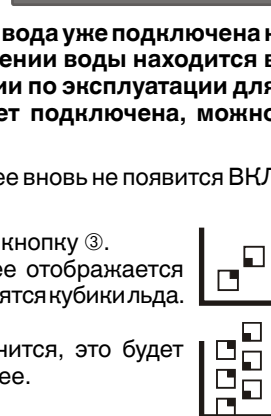 вода уже подключена
ении воды находится в
ии по эксплуатации для
ет подключена, можно
ее вновь не появится ВКЛ
кнопку ③.
ее отображается
ятся кубики льда.
нится, это будет
ее.